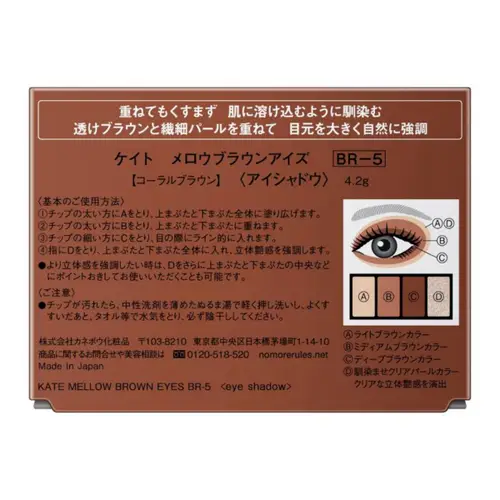 重ねてもくすまず 肌に溶け込むように馴染む
透けブラウンと繊細パールを重ねて 目元を大きく自然に強調
ケイト メロウブラウンアイズ BR-5
【コーラルブラウン】 〈アイシャドウ〉 4.2g
〈基本のご使用方法〉
①チップの太い方にAをとり、上まぶたと下まぶた全体に塗り広げます。
②チップの太い方にBをとり、上まぶたと下まぶたに重ねます。
③チップの細い方にCをとり、目の際にライン的に入れます。
④指にDをとり、上まぶたと下まぶた全体に入れ、立体艶感を強調します。
●より立体感を強調したい時は、Dをさらに上まぶたと下まぶたの中央など
にポイントおきしてお使いいただくことも可能です。
〈ご注意〉
・チップが汚れたら、中性洗剤を薄めたぬるま湯で軽く押し洗いし、よくす
すいだあと、タオル等で水気をとり、必ず陰干ししてください。
株式会社カネボウ化粧品 〒103-8210 東京都中央区日本橋茅場町1-14-10
商品に関するお問合せや美容相談は 0120-518-520 nomorerules.net
Made In Japan
KATE MELLOW BROWN EYES BR-5 <eye shadow>
ⒶⒹ
Ⓑ
Ⓒ
Ⓐ Ⓑ Ⓒ Ⓓ
Ⓐライトブラウンカラー
Ⓑミディアムブラウンカラー
Ⓒディープブラウンカラー
Ⓓ馴染ませクリアパールカラー
クリアな立体艶感を演出